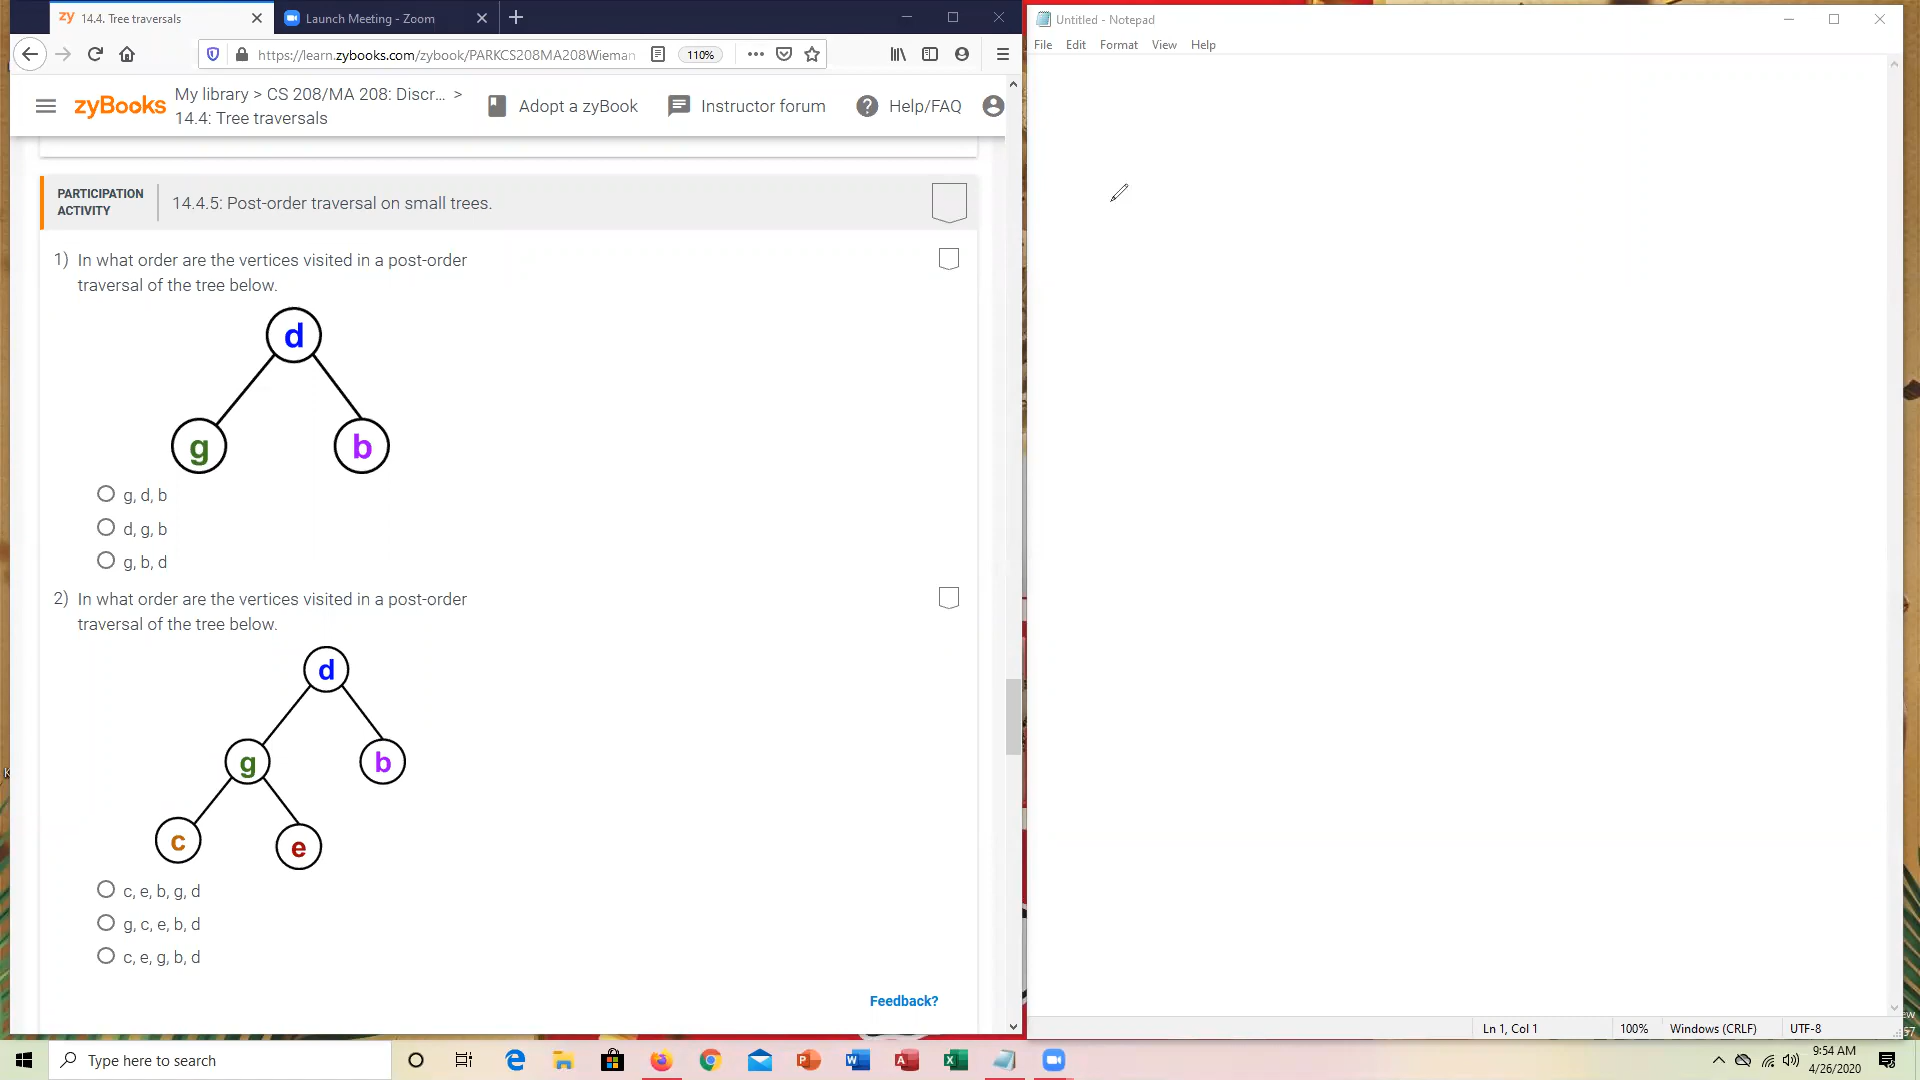 14.4. Tree traversals
Launch Meeting - Zoom
https://learn.zybooks.com/zybook/PARKCS208MA208Wieman
110%
zyBooks
My library > CS 208/MA 208: Discr... >
14.4: Tree traversals
Adopt a zyBook
Instructor forum
Help/FAQ
PARTICIPATION
ACTIVITY
14.4.5: Post-order traversal on small trees.
1) In what order are the vertices visited in a post-order
traversal of the tree below.
d
g
b
g, d, b
d, g, b
g, b, d
2) In what order are the vertices visited in a post-order
traversal of the tree below.
d
g
b
c
e
c, e, b, g, d
g, c, e, b, d
c, e, g, b, d
Feedback?
Untitled - Notepad
File Edit Format View Help
Ln 1, Col 1
100%
Windows (CRLF)
UTF-8
Type here to search
9:54 AM
4/26/2020